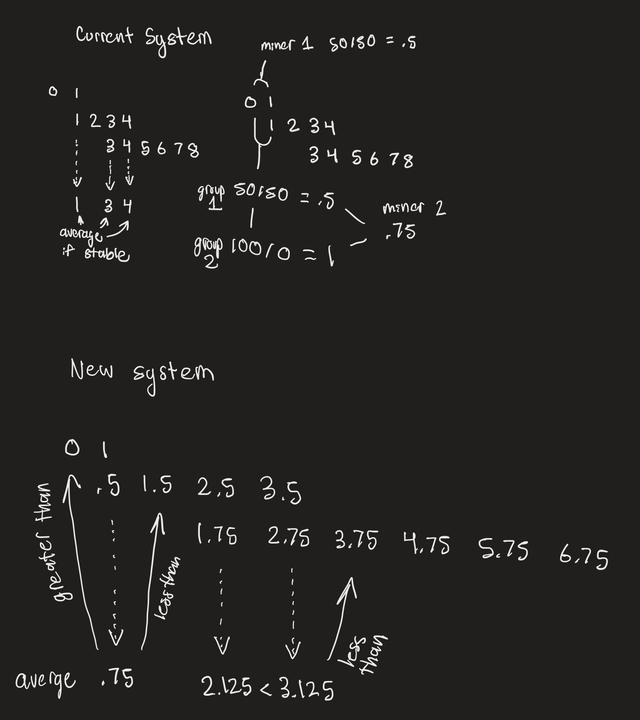 Current System
0 1
1 2 3 4
3 4 5 6 7 8
1 3 4
average
if stable
miner 1 50/50 = .5
0 1
1 2 3 4
3 4 5 6 7 8
group 1 50/50 = .5
group 2 100/0 = 1
miner 2
.75
New system
0 1
.5 1.5 2.5 3.5
1.75 2.75 3.75 4.75 5.75 6.75
greater than
less than
less than
averge .75
2.125 < 3.125